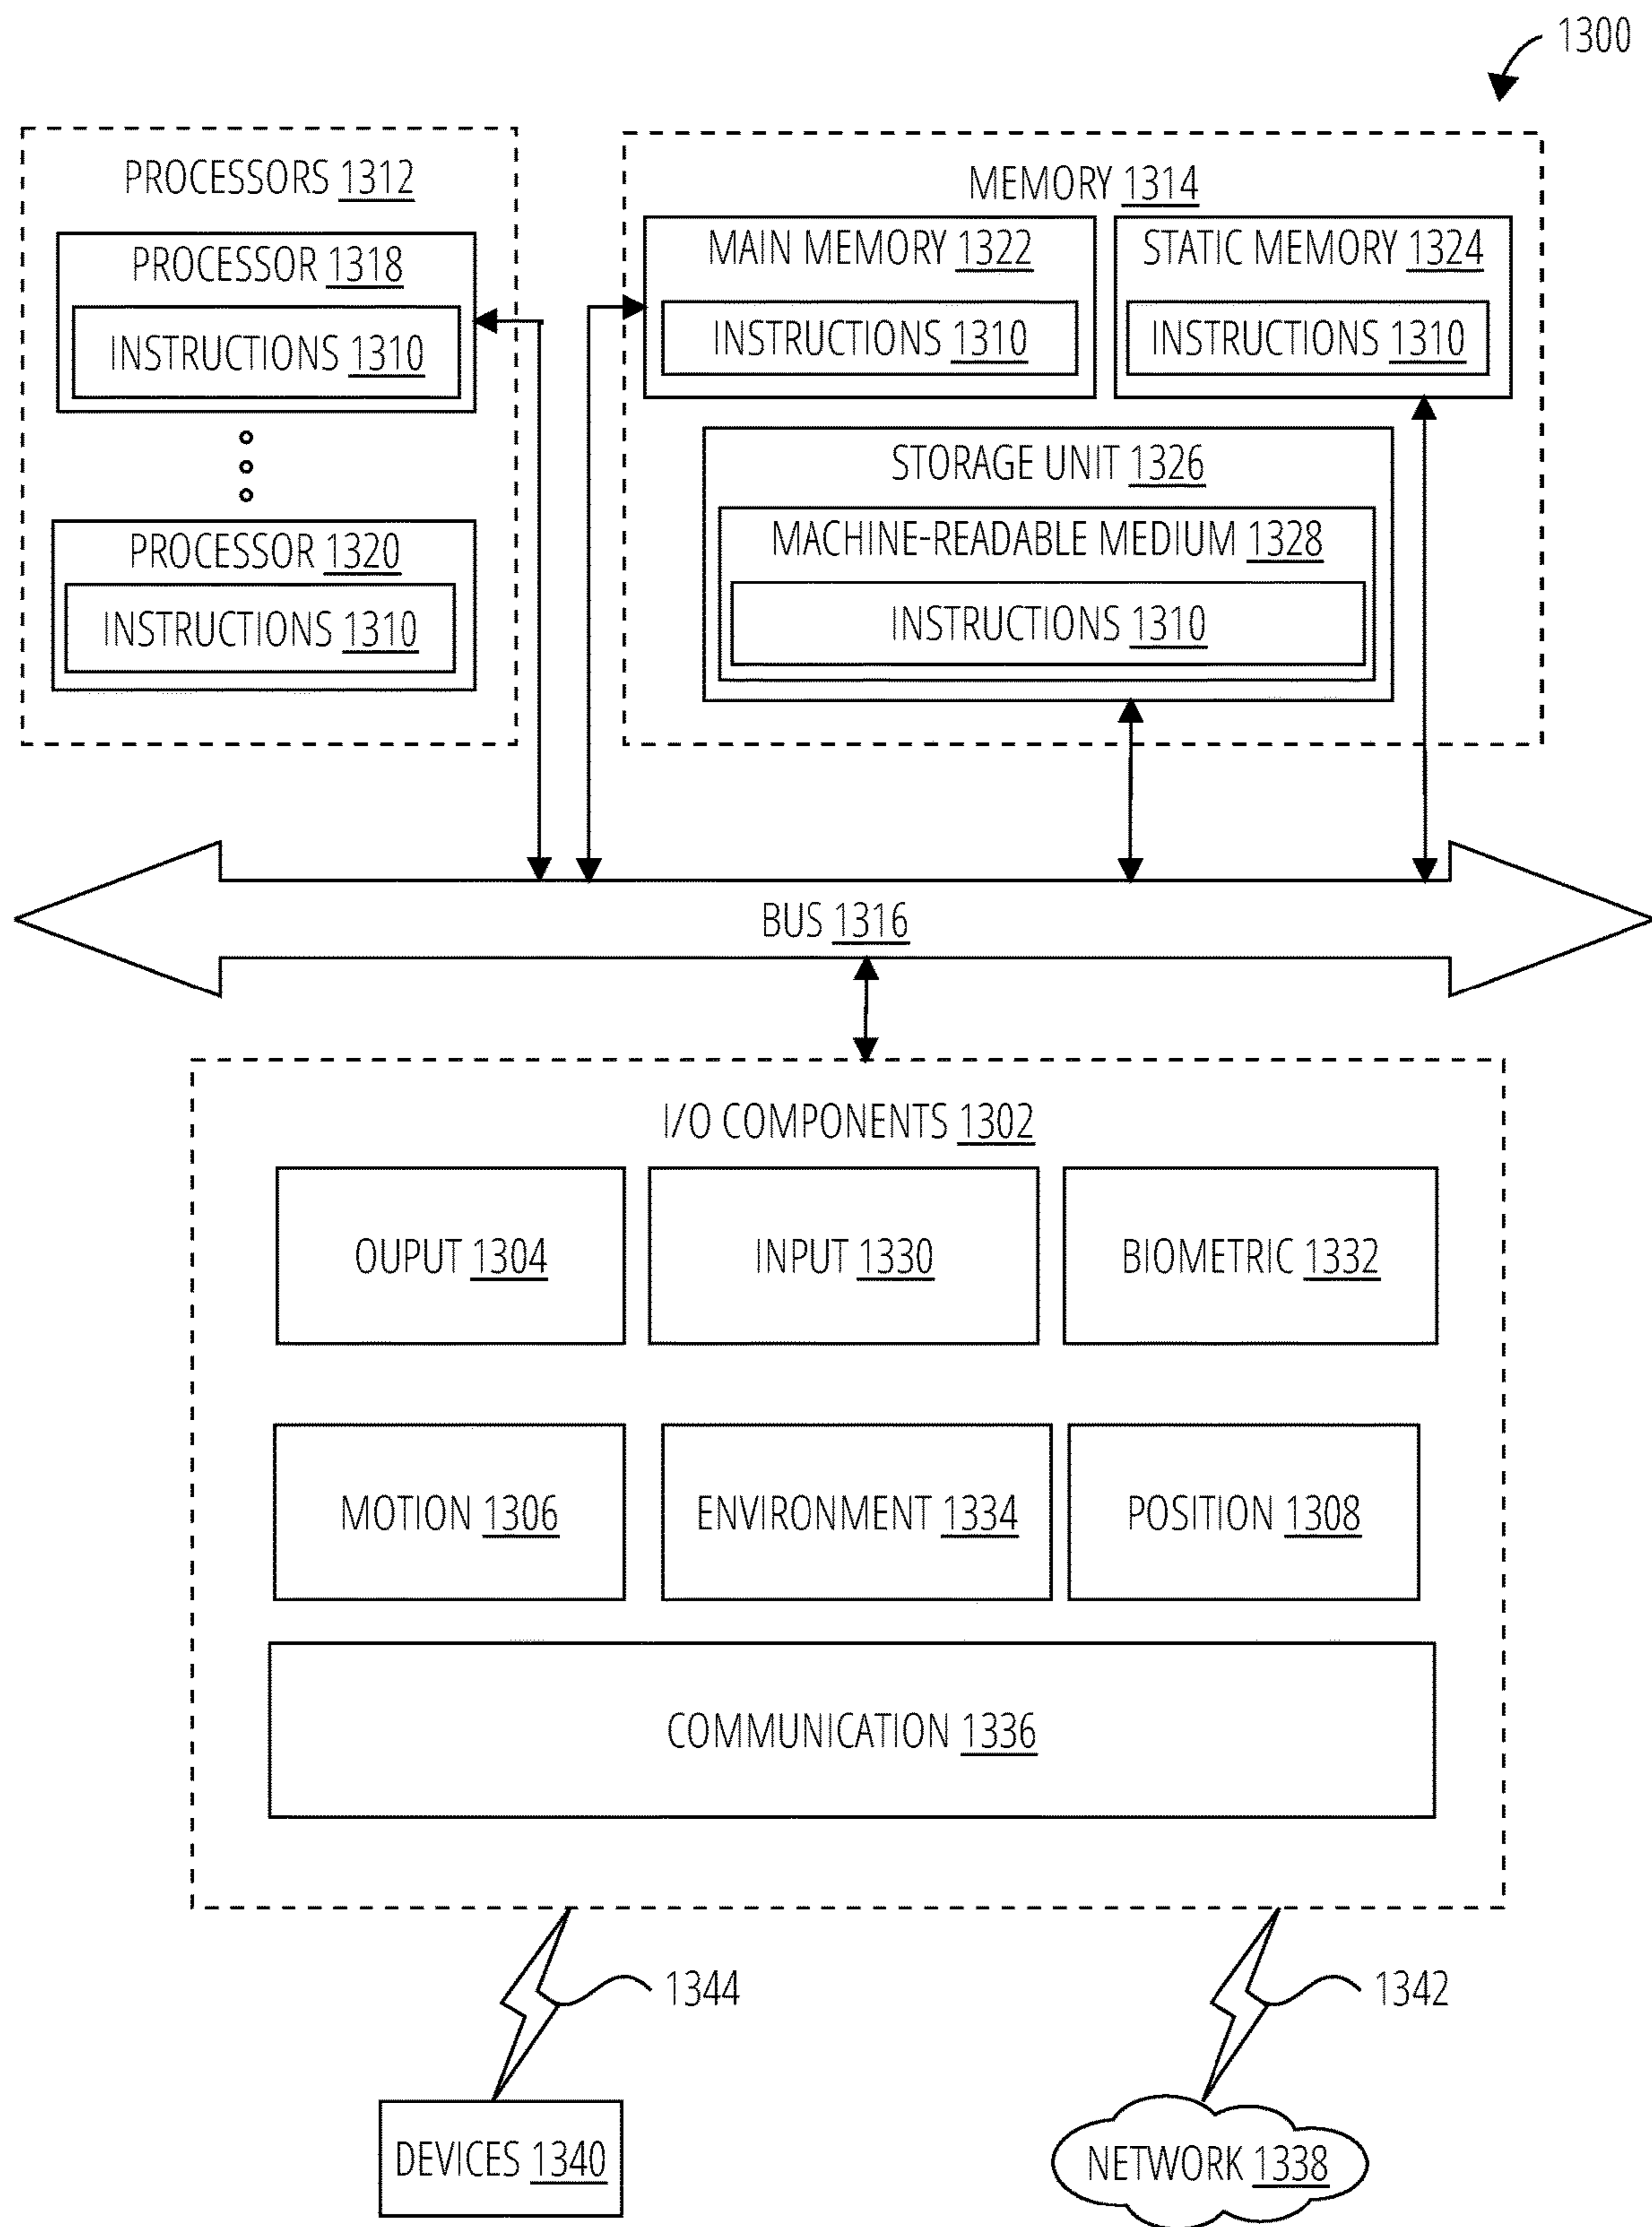 1300
PROCESSORS 1312
PROCESSOR 1318
INSTRUCTIONS 1310
PROCESSOR 1320
INSTRUCTIONS 1310
MEMORY 1314
MAIN MEMORY 1322
INSTRUCTIONS 1310
STATIC MEMORY 1324
INSTRUCTIONS 1310
STORAGE UNIT 1326
MACHINE-READABLE MEDIUM 1328
INSTRUCTIONS 1310
BUS 1316
I/O COMPONENTS 1302
OUPUT 1304
INPUT 1330
BIOMETRIC 1332
MOTION 1306
ENVIRONMENT 1334
POSITION 1308
COMMUNICATION 1336
1344
1342
DEVICES 1340
NETWORK 1338